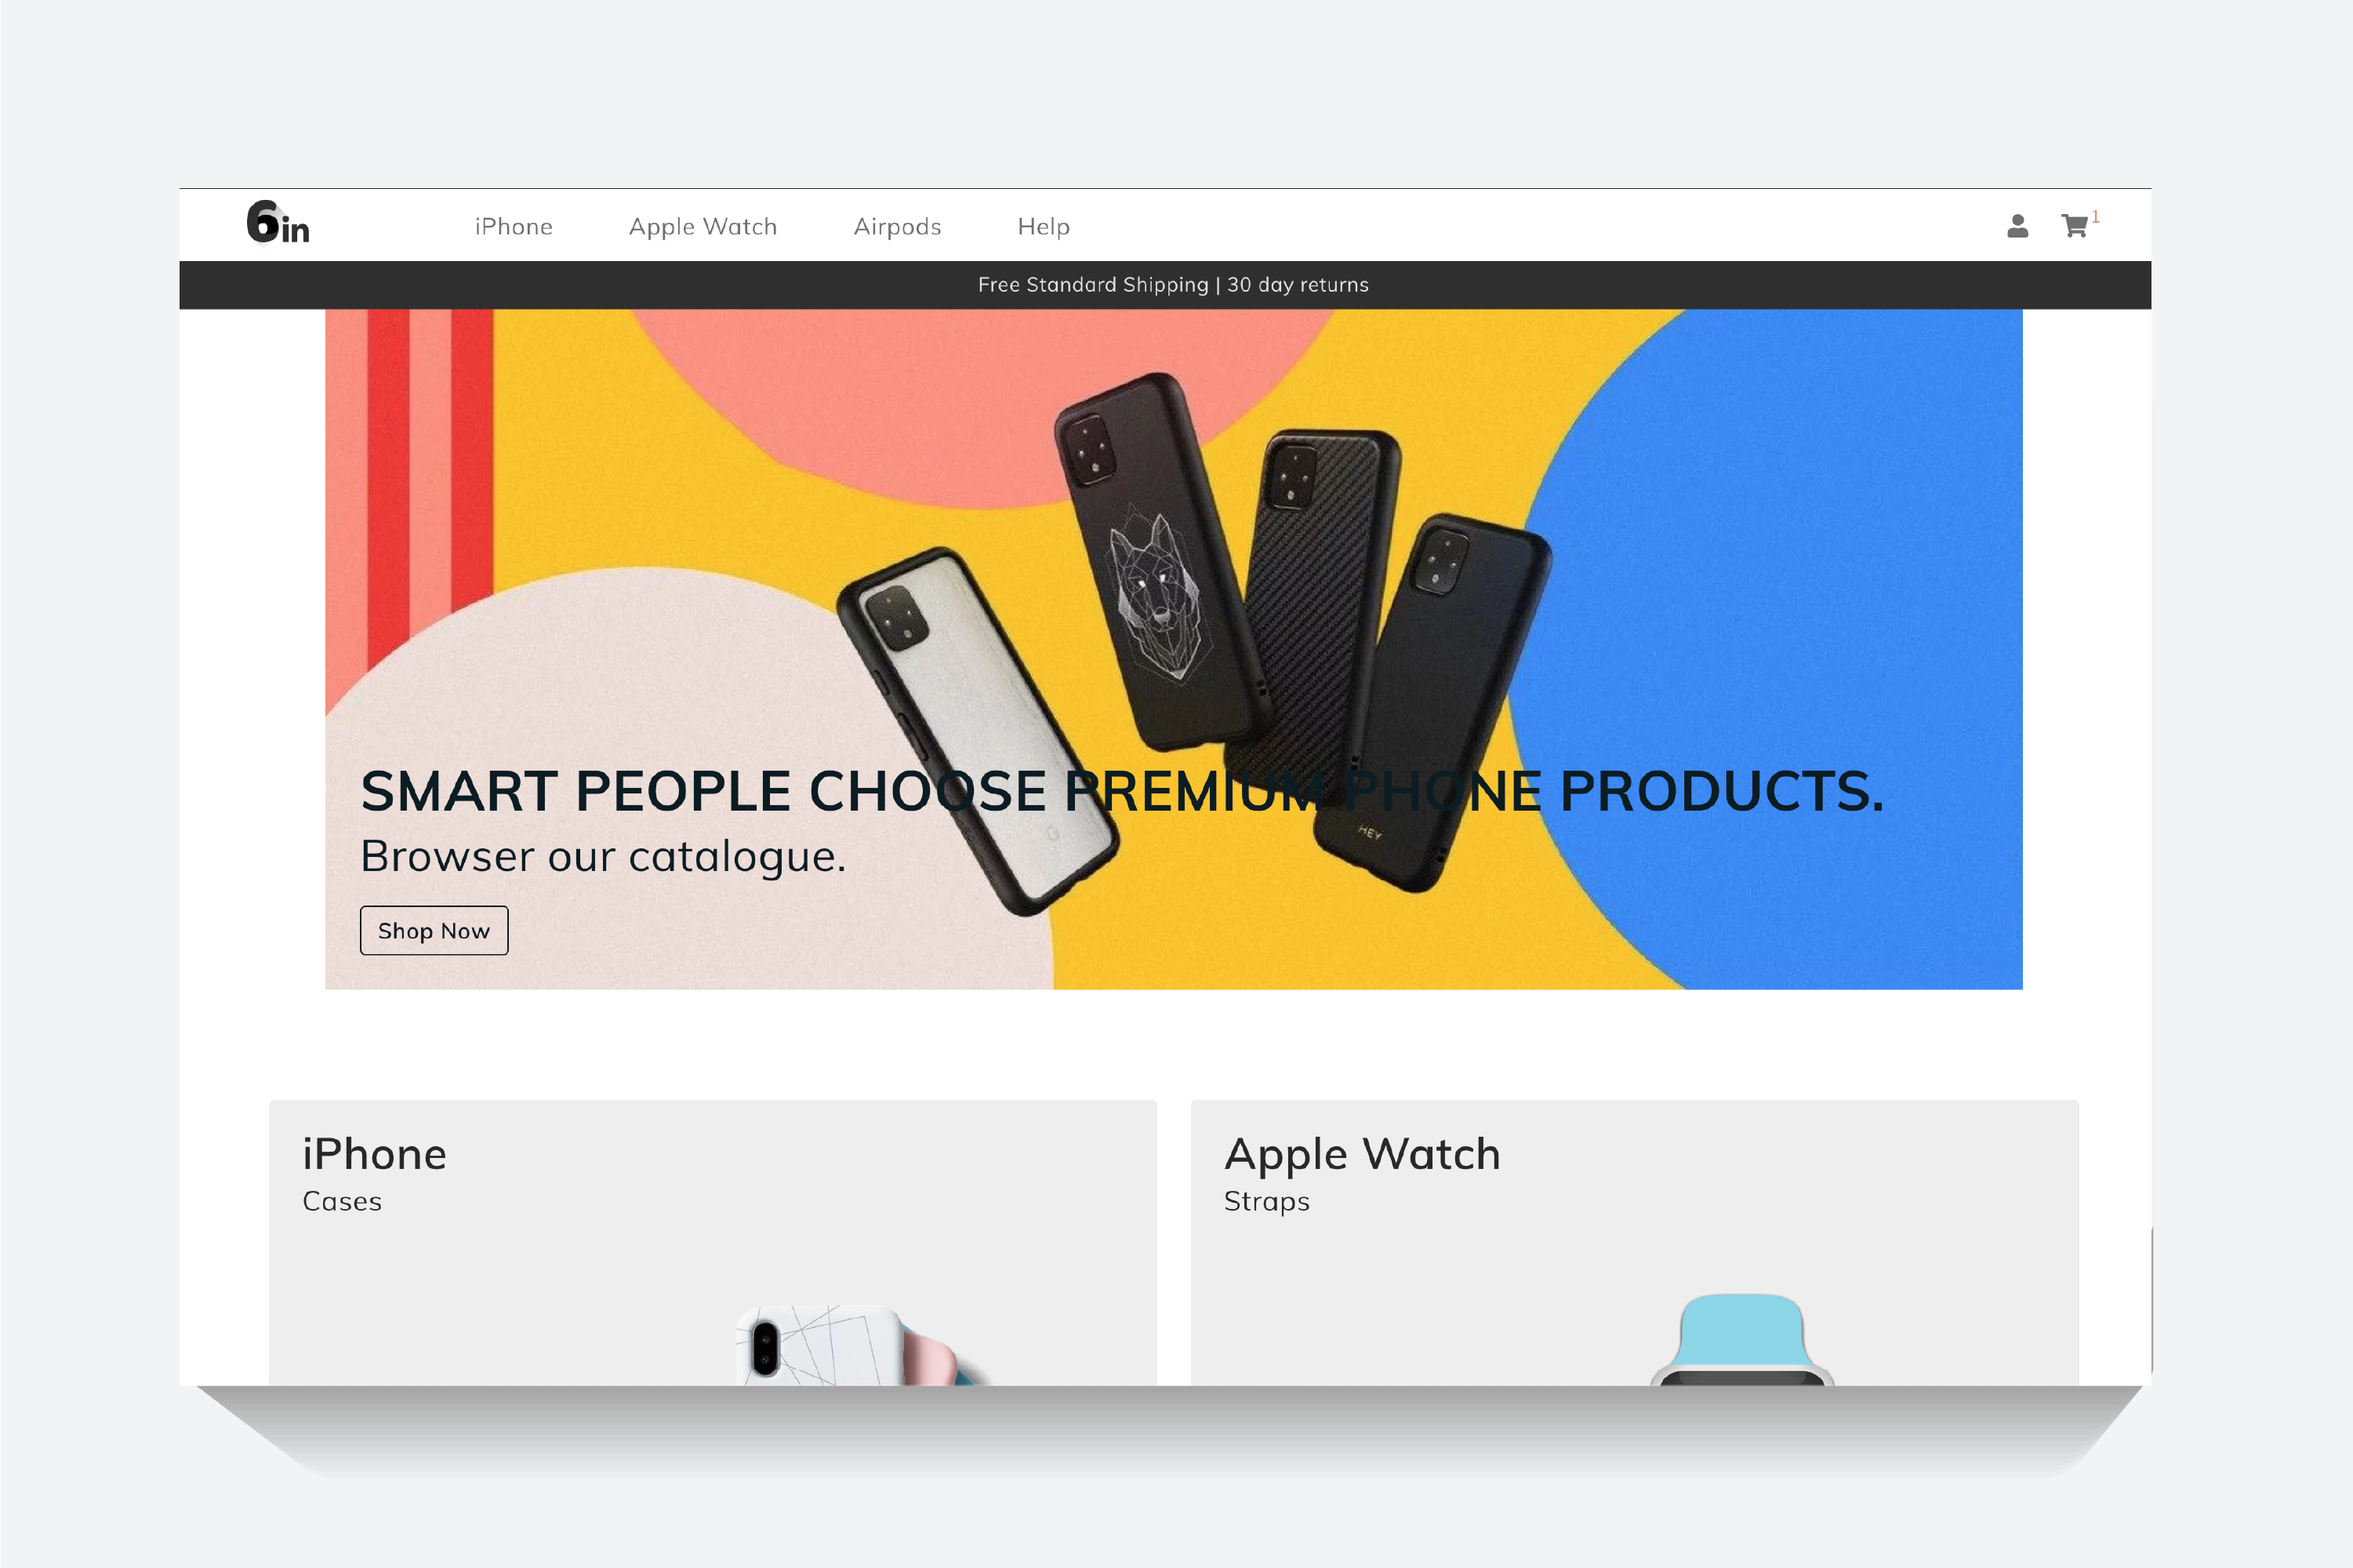 6in
iPhone Apple Watch Airpods Help
1
Free Standard Shipping | 30 day returns
SMART PEOPLE CHOOSE PREMIUM PHONE PRODUCTS.
HEY
G
Browser our catalogue.
Shop Now
iPhone
Cases
Apple Watch
Straps